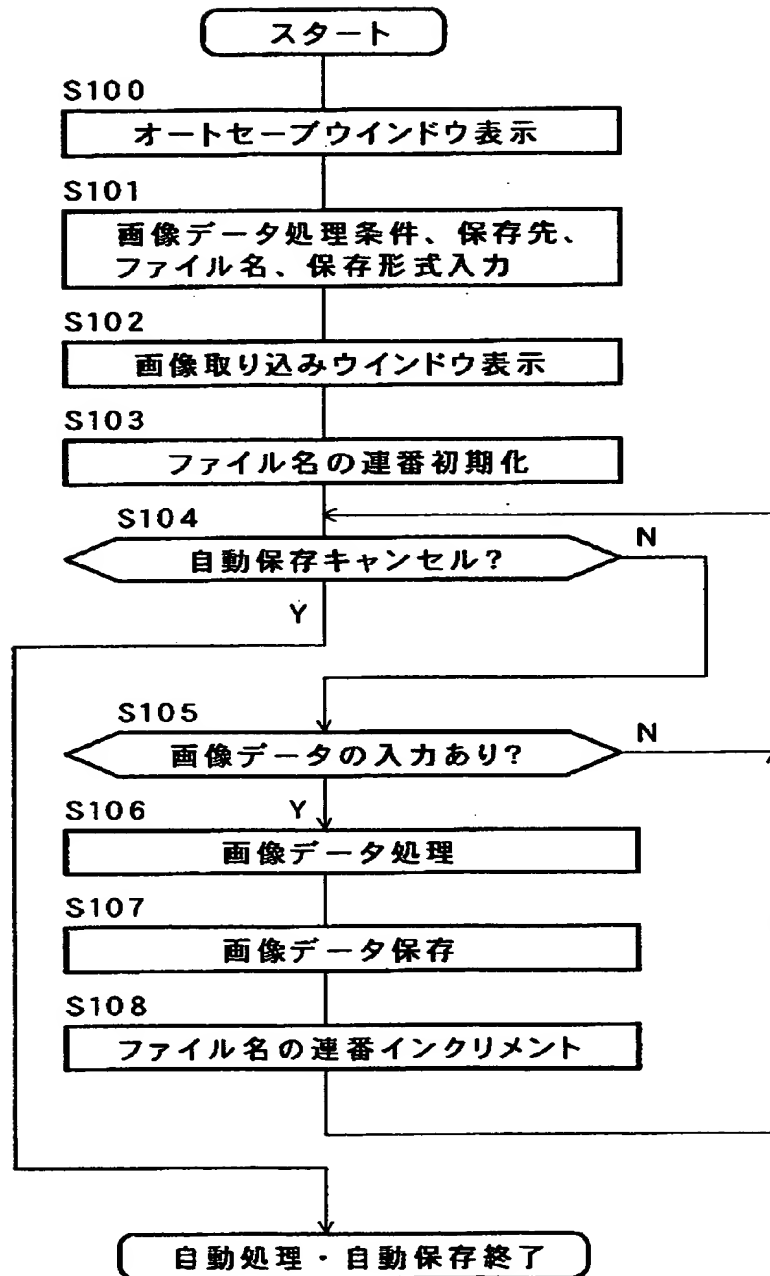 スタート
S100
オートセーブウインドウ表示
S101
画像データ処理条件、保存先、
ファイル名、保存形式入力
S102
画像取り込みウインドウ表示
S103
ファイル名の連番初期化
S104
自動保存キャンセル?
N
Y
S105
画像データの入力あり?
N
Y
S106
画像データ処理
S107
画像データ保存
S108
ファイル名の連番インクリメント
自動処理・自動保存終了